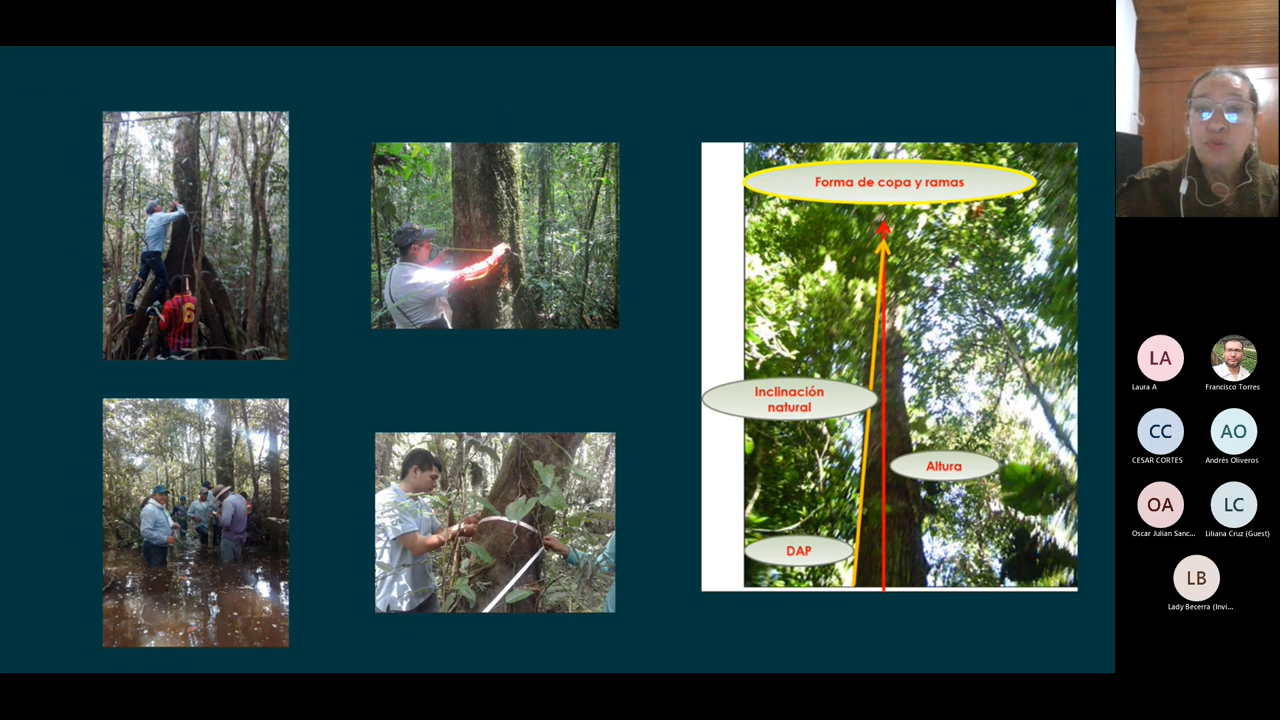 Forma de copa y ramas
Inclinación
natural
Altura
DAP
6
LA
Laura A
Francisco Torres
CC
CESAR CORTES
AO
Andrés Oliveros
OA
Oscar Julian Sanc...
LC
Liliana Cruz (Guest)
LB
Lady Becerra (Invi...